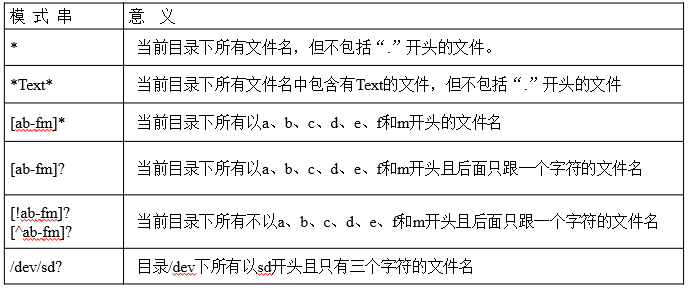 模 式 串 意 义
* 当前目录下所有文件名，但不包括“.”开头的文件。
*Text* 当前目录下所有文件名中包含有Text的文件，但不包括“.”开头的文件
[ab-fm]* 当前目录下所有以a、b、c、d、e、f和m开头的文件名
[ab-fm]? 当前目录下所有以a、b、c、d、e、f和m开头且后面只跟一个字符的文件名
[!ab-fm]?
[^ab-fm]? 当前目录下所有不以a、b、c、d、e、f和m开头且后面只跟一个字符的文件名
/dev/sd? 目录/dev下所有以sd开头且只有三个字符的文件名